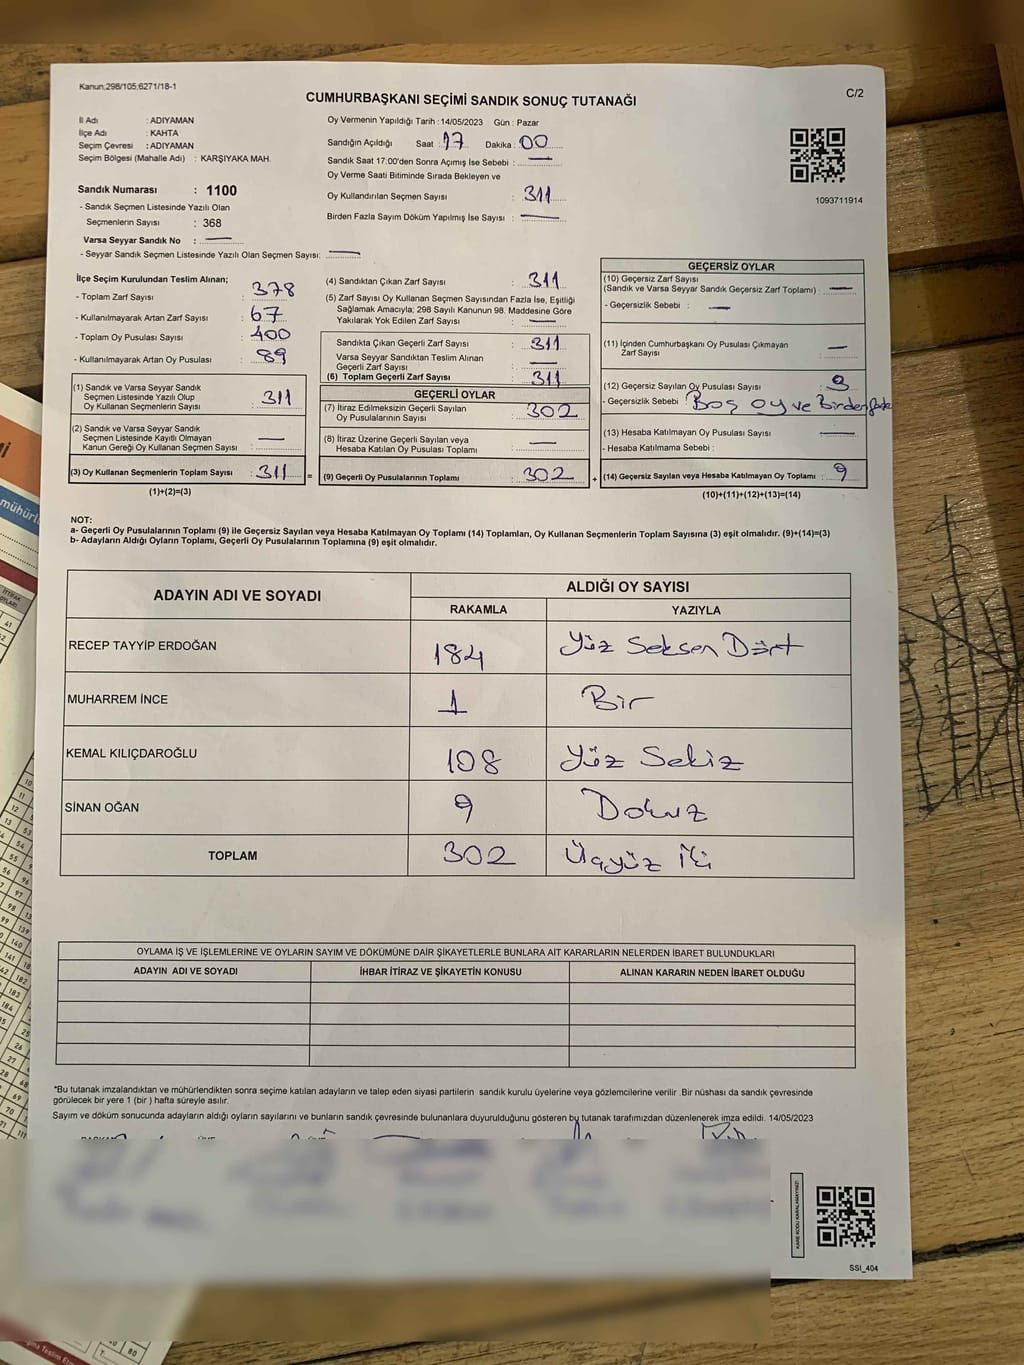 Kanun;298/105;6271/18-1
C/2
CUMHURBAŞKANI SEÇİMİ SANDIK SONUÇ TUTANAĞI
İl Adı : ADIYAMAN
İlçe Adı : KAHTA
Seçim Çevresi : ADIYAMAN
Seçim Bölgesi (Mahalle Adı) : KARŞIYAKA MAH.
Sandık Numarası : 1100
- Sandık Seçmen Listesinde Yazılı Olan
Seçmenlerin Sayısı : 368
Varsa Seyyar Sandık No :
- Seyyar Sandık Seçmen Listesinde Yazılı Olan Seçmen Sayısı:
Oy Vermenin Yapıldığı Tarih :14/05/2023 Gün : Pazar
Sandığın Açıldığı Saat : 17 Dakika : 00
Sandık Saat 17:00'den Sonra Açımış İse Sebebi :
Oy Verme Saati Bitiminde Sırada Bekleyen ve
Oy Kullandırılan Seçmen Sayısı : 311
Birden Fazla Sayım Döküm Yapılmış İse Sayısı :
1093711914
İlçe Seçim Kurulundan Teslim Alınan;
- Toplam Zarf Sayısı : 378
- Kullanılmayarak Artan Zarf Sayısı : 67
- Toplam Oy Pusulası Sayısı : 400
- Kullanılmayarak Artan Oy Pusulası : 89
(1) Sandık ve Varsa Seyyar Sandık
Seçmen Listesinde Yazılı Olup
Oy Kullanan Seçmenlerin Sayısı : 311
(2) Sandık ve Varsa Seyyar Sandık
Seçmen Listesinde Kayıtlı Olmayan
Kanun Gereği Oy Kullanan Seçmen Sayısı :
(3) Oy Kullanan Seçmenlerin Toplam Sayısı : 311 =
(1)+(2)=(3)
(4) Sandıktan Çıkan Zarf Sayısı : 311
(5) Zarf Sayısı Oy Kullanan Seçmen Sayısından Fazla İse, Eşitliği
Sağlamak Amacıyla; 298 Sayılı Kanunun 98. Maddesine Göre
Yakılarak Yok Edilen Zarf Sayısı :
Sandıkta Çıkan Geçerli Zarf Sayısı : 311
Varsa Seyyar Sandıktan Teslim Alınan
Geçerli Zarf Sayısı :
(6) Toplam Geçerli Zarf Sayısı : 311
GEÇERLİ OYLAR
(7) İtiraz Edilmeksizin Geçerli Sayılan
Oy Pusulalarının Sayısı : 302
(8) İtiraz Üzerine Geçerli Sayılan veya
Hesaba Katılan Oy Pusulası Toplamı :
(9) Geçerli Oy Pusulalarının Toplamı : 302 +
GEÇERSİZ OYLAR
(10) Geçersiz Zarf Sayısı
(Sandık ve Varsa Seyyar Sandık Geçersiz Zarf Toplamı) :
- Geçersizlik Sebebi :
(11) İçinden Cumhurbaşkanı Oy Pusulası Çıkmayan
Zarf Sayısı :
(12) Geçersiz Sayılan Oy Pusulası Sayısı : 9
- Geçersizlik Sebebi Boş oy ve Birden fazla
(13) Hesaba Katılmayan Oy Pusulası Sayısı :
- Hesaba Katılmama Sebebi :
(14) Geçersiz Sayılan veya Hesaba Katılmayan Oy Toplamı : 9
(10)+(11)+(12)+(13)=(14)
NOT:
a- Geçerli Oy Pusulalarının Toplamı (9) ile Geçersiz Sayılan veya Hesaba Katılmayan Oy Toplamı (14) Toplamları, Oy Kullanan Seçmenlerin Toplam Sayısına (3) eşit olmalıdır. (9)+(14)=(3)
b- Adayların Aldığı Oyların Toplamı, Geçerli Oy Pusulalarının Toplamına (9) eşit olmalıdır.
ADAYIN ADI VE SOYADI ALDIĞI OY SAYISI
RAKAMLA YAZIYLA
RECEP TAYYİP ERDOĞAN 184 Yüz Seksen Dört
MUHARREM İNCE 1 Bir
KEMAL KILIÇDAROĞLU 108 Yüz Sekiz
SİNAN OĞAN 9 Dokuz
TOPLAM 302 Üçyüz İki
OYLAMA İŞ VE İŞLEMLERİNE VE OYLARIN SAYIM VE DÖKÜMÜNE DAİR ŞİKAYETLERLE BUNLARA AİT KARARLARIN NELERDEN İBARET BULUNDUKLARI
ADAYIN ADI VE SOYADI İHBAR İTİRAZ VE ŞİKAYETİN KONUSU ALINAN KARARIN NEDEN İBARET OLDUĞU
*Bu tutanak imzalandıktan ve mühürlendikten sonra seçime katılan adayların ve talep eden siyasi partilerin sandık kurulu üyelerine veya gözlemcilerine verilir .Bir nüshası da sandık çevresinde
görülecek bir yere 1 (bir ) hafta süreyle asılır.
Sayım ve döküm sonucunda adayların aldığı oyların sayılarını ve bunların sandık çevresinde bulunanlara duyurulduğunu gösteren bu tutanak tarafımızdan düzenlenerek imza edildi. 14/05/2023
KARE KODU KARALAMAYINIZ!
SSI_404